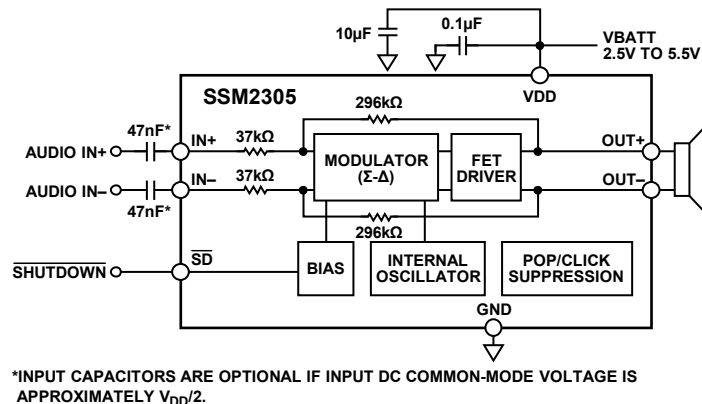 10µF
0.1µF
VBATT
2.5V TO 5.5V
VDD
SSM2305
296kΩ
47nF*
AUDIO IN+
IN+
37kΩ
MODULATOR
(Σ-Δ)
FET
DRIVER
OUT+
AUDIO IN–
IN–
37kΩ
OUT–
47nF*
296kΩ
SHUTDOWN
SD
BIAS
INTERNAL
OSCILLATOR
POP/CLICK
SUPPRESSION
GND
*INPUT CAPACITORS ARE OPTIONAL IF INPUT DC COMMON-MODE VOLTAGE IS
APPROXIMATELY VDD/2.